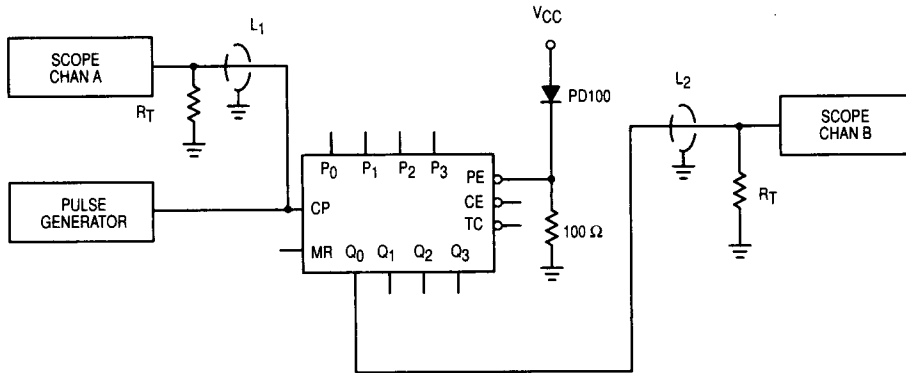 L1
VCC
SCOPE
CHAN A
RT
PD100
L2
SCOPE
CHAN B
P0 P1 P2 P3
PE
PULSE
GENERATOR
CP
CE
TC
100 Ω
RT
MR Q0 Q1 Q2 Q3